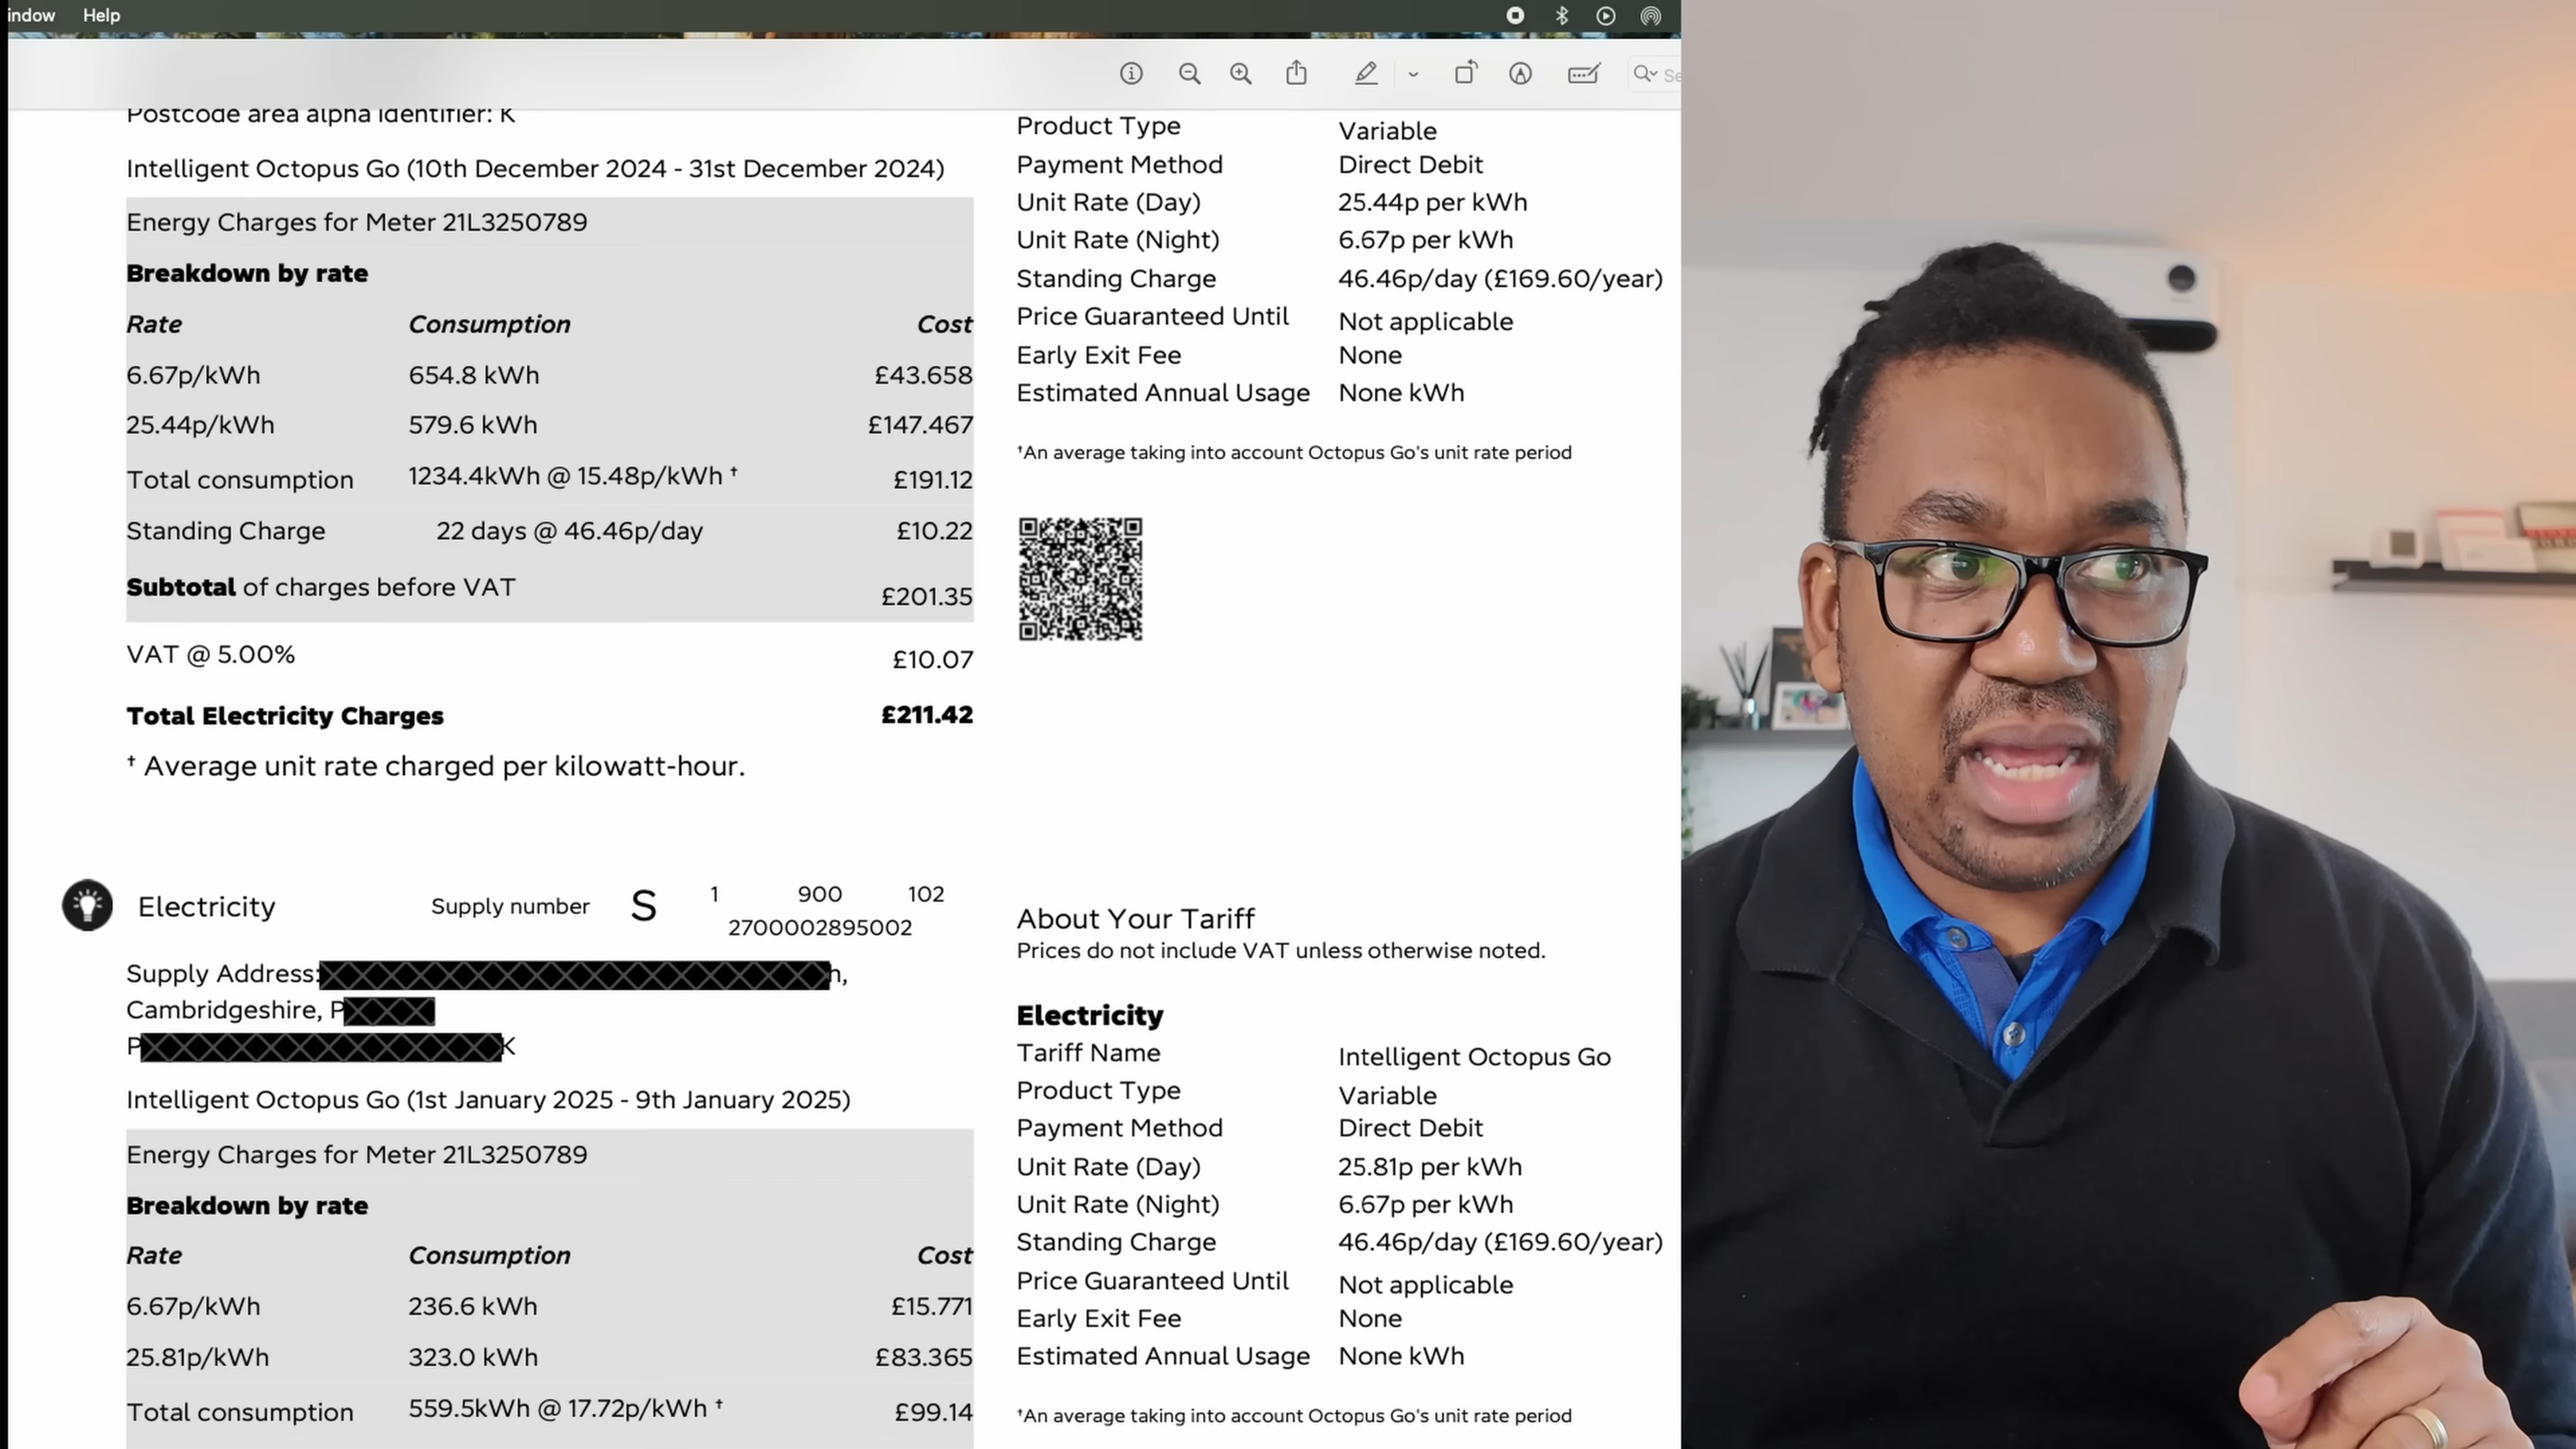 indow Help
Se
Postcode area alpha identifier: K
Intelligent Octopus Go (10th December 2024 - 31st December 2024)
Energy Charges for Meter 21L3250789
Breakdown by rate
Rate Consumption Cost
6.67p/kWh 654.8 kWh £43.658
25.44p/kWh 579.6 kWh £147.467
Total consumption 1234.4kWh @ 15.48p/kWh † £191.12
Standing Charge 22 days @ 46.46p/day £10.22
Subtotal of charges before VAT £201.35
VAT @ 5.00% £10.07
Total Electricity Charges £211.42
† Average unit rate charged per kilowatt-hour.
Product Type Variable
Payment Method Direct Debit
Unit Rate (Day) 25.44p per kWh
Unit Rate (Night) 6.67p per kWh
Standing Charge 46.46p/day (£169.60/year)
Price Guaranteed Until Not applicable
Early Exit Fee None
Estimated Annual Usage None kWh
†An average taking into account Octopus Go's unit rate period
Electricity Supply number S 1 900 102
2700002895002
Supply Address: n,
Cambridgeshire, P
P K
Intelligent Octopus Go (1st January 2025 - 9th January 2025)
Energy Charges for Meter 21L3250789
Breakdown by rate
Rate Consumption Cost
6.67p/kWh 236.6 kWh £15.771
25.81p/kWh 323.0 kWh £83.365
Total consumption 559.5kWh @ 17.72p/kWh † £99.14
About Your Tariff
Prices do not include VAT unless otherwise noted.
Electricity
Tariff Name Intelligent Octopus Go
Product Type Variable
Payment Method Direct Debit
Unit Rate (Day) 25.81p per kWh
Unit Rate (Night) 6.67p per kWh
Standing Charge 46.46p/day (£169.60/year)
Price Guaranteed Until Not applicable
Early Exit Fee None
Estimated Annual Usage None kWh
†An average taking into account Octopus Go's unit rate period